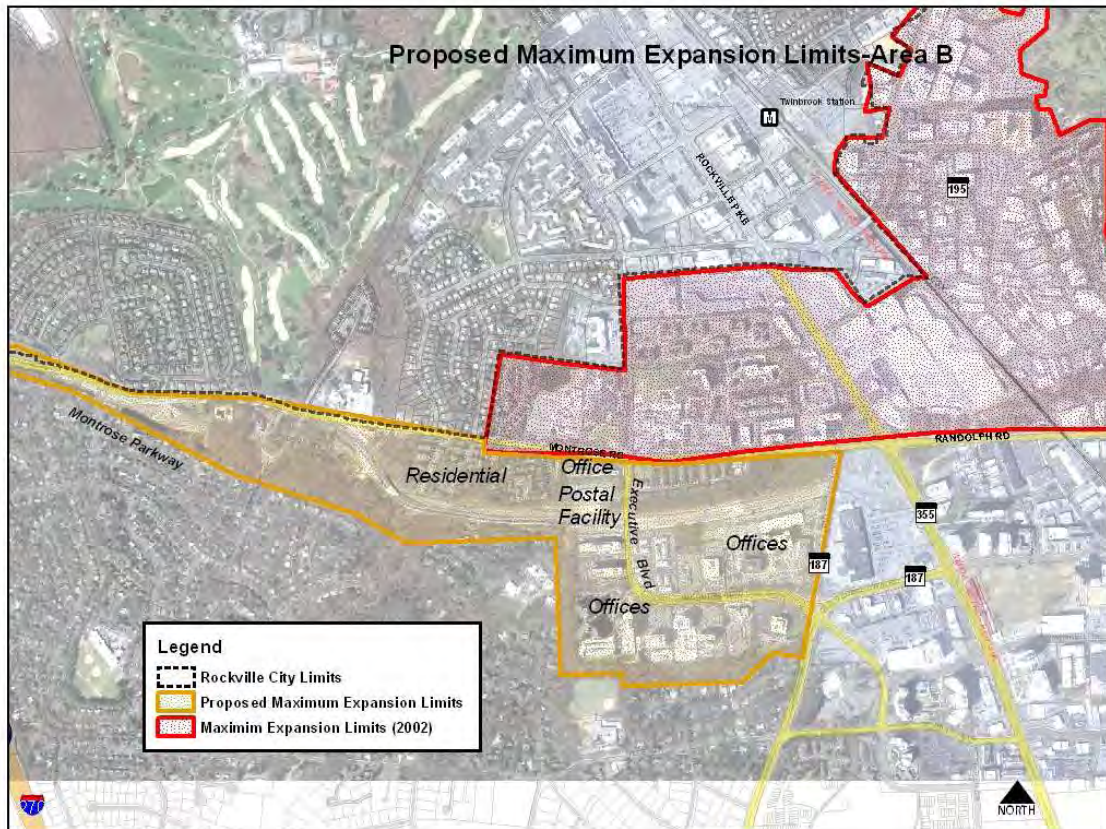 Proposed Maximum Expansion Limits-Area B
Twinbrook Station
M
ROCKVILLE PIKE
195
Montrose Parkway
MONTROSE RD
RANDOLPH RD
Residential
Office
Postal
Facility
Executive Blvd
Offices
355
187
187
Offices
Legend
Rockville City Limits
Proposed Maximum Expansion Limits
Maximim Expansion Limits (2002)
270
NORTH